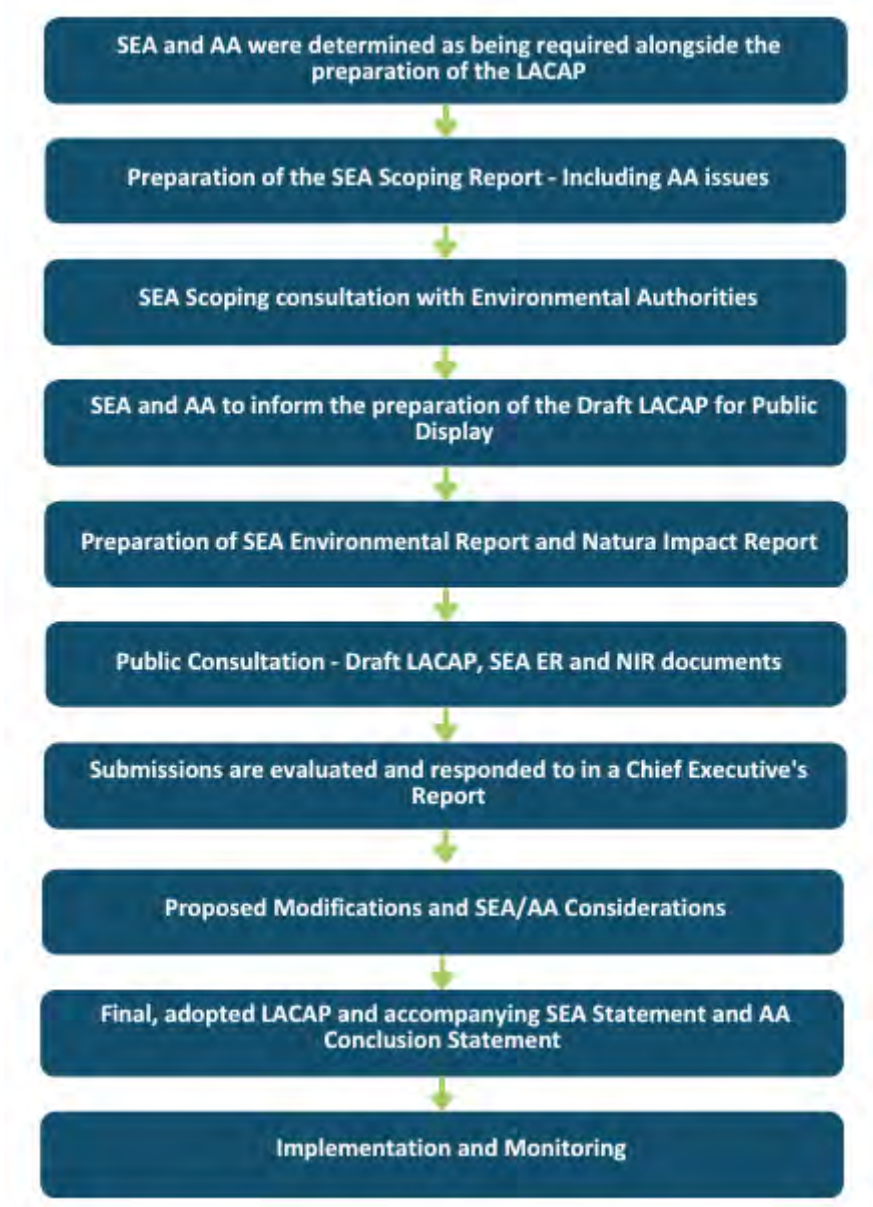 SEA and AA were determined as being required alongside the
preparation of the LACAP
Preparation of the SEA Scoping Report - Including AA issues
SEA Scoping consultation with Environmental Authorities
SEA and AA to inform the preparation of the Draft LACAP for Public
Display
Preparation of SEA Environmental Report and Natura Impact Report
Public Consultation - Draft LACAP, SEA ER and NIR documents
Submissions are evaluated and responded to in a Chief Executive's
Report
Proposed Modifications and SEA/AA Considerations
Final, adopted LACAP and accompanying SEA Statement and AA
Conclusion Statement
Implementation and Monitoring